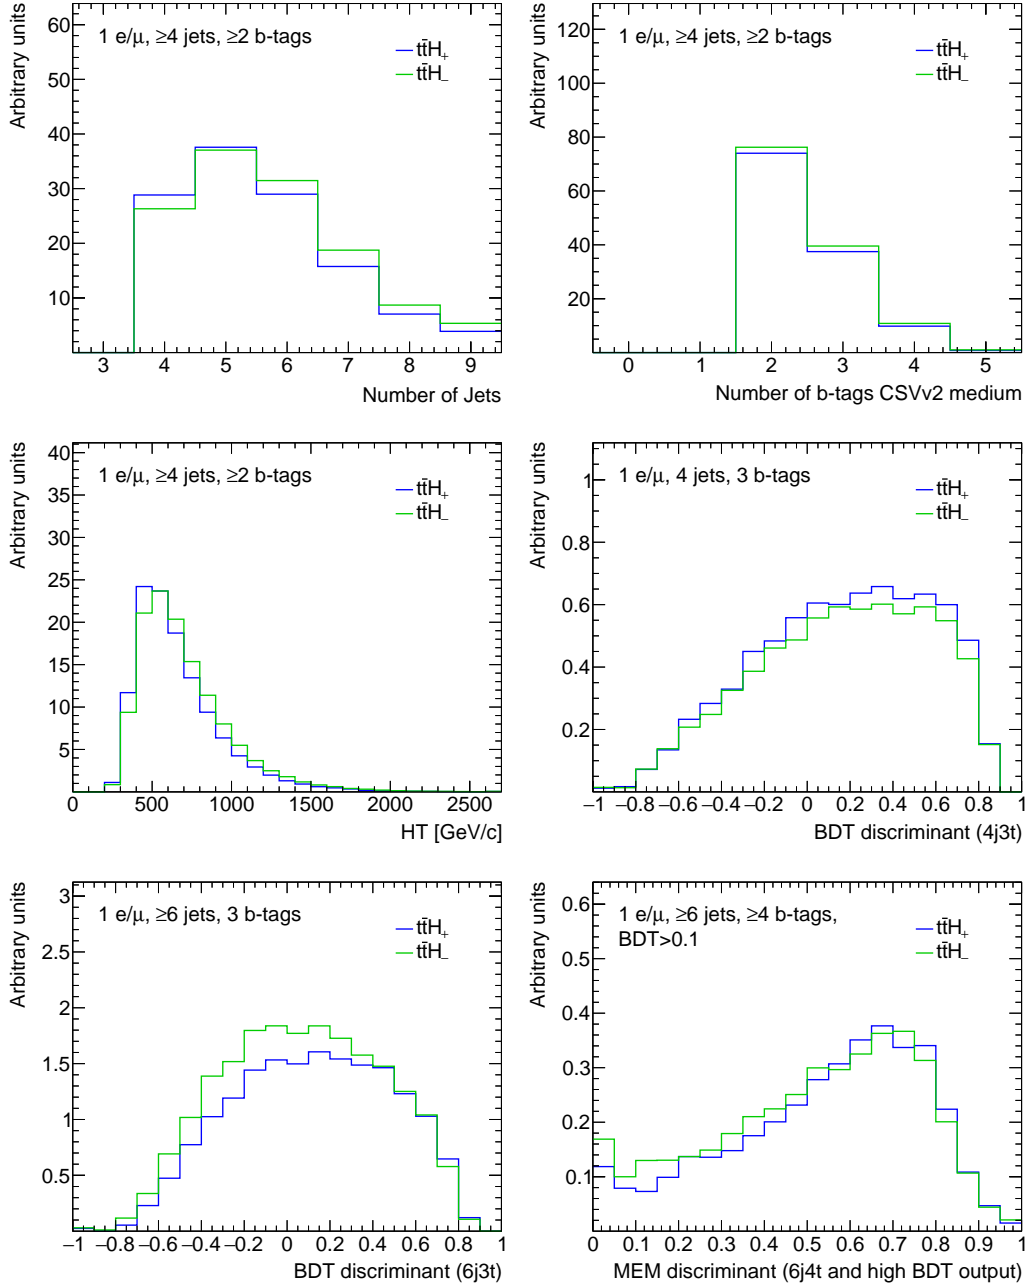 Arbitrary units
1 e/μ, ≥4 jets, ≥2 b-tags
tt̄H₊
tt̄H₋
60
50
40
30
20
10
3 4 5 6 7 8 9
Number of Jets
Arbitrary units
1 e/μ, ≥4 jets, ≥2 b-tags
tt̄H₊
tt̄H₋
120
100
80
60
40
20
0 1 2 3 4 5
Number of b-tags CSVv2 medium
Arbitrary units
1 e/μ, ≥4 jets, ≥2 b-tags
tt̄H₊
tt̄H₋
40
35
30
25
20
15
10
5
0 500 1000 1500 2000 2500
HT [GeV/c]
Arbitrary units
1 e/μ, 4 jets, 3 b-tags
tt̄H₊
tt̄H₋
1
0.8
0.6
0.4
0.2
−1 −0.8 −0.6 −0.4 −0.2 0 0.2 0.4 0.6 0.8 1
BDT discriminant (4j3t)
Arbitrary units
1 e/μ, ≥6 jets, 3 b-tags
tt̄H₊
tt̄H₋
3
2.5
2
1.5
1
0.5
−1 −0.8 −0.6 −0.4 −0.2 0 0.2 0.4 0.6 0.8 1
BDT discriminant (6j3t)
Arbitrary units
1 e/μ, ≥6 jets, ≥4 b-tags,
BDT>0.1
tt̄H₊
tt̄H₋
0.6
0.5
0.4
0.3
0.2
0.1
0 0.1 0.2 0.3 0.4 0.5 0.6 0.7 0.8 0.9 1
MEM discriminant (6j4t and high BDT output)